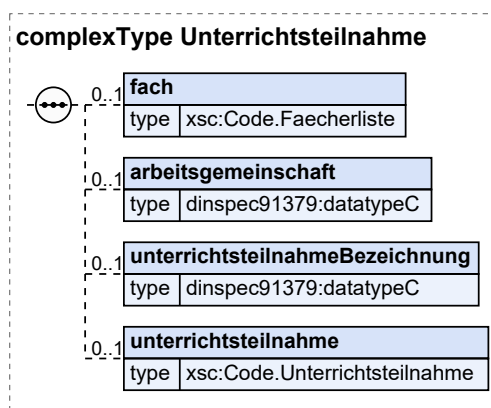 complexType Unterrichtsteilnahme
0..1 fach
type xsc:Code.Faecherliste
0..1 arbeitsgemeinschaft
type dinspec91379:datatypeC
0..1 unterrichtsteilnahmeBezeichnung
type dinspec91379:datatypeC
0..1 unterrichtsteilnahme
type xsc:Code.Unterrichtsteilnahme